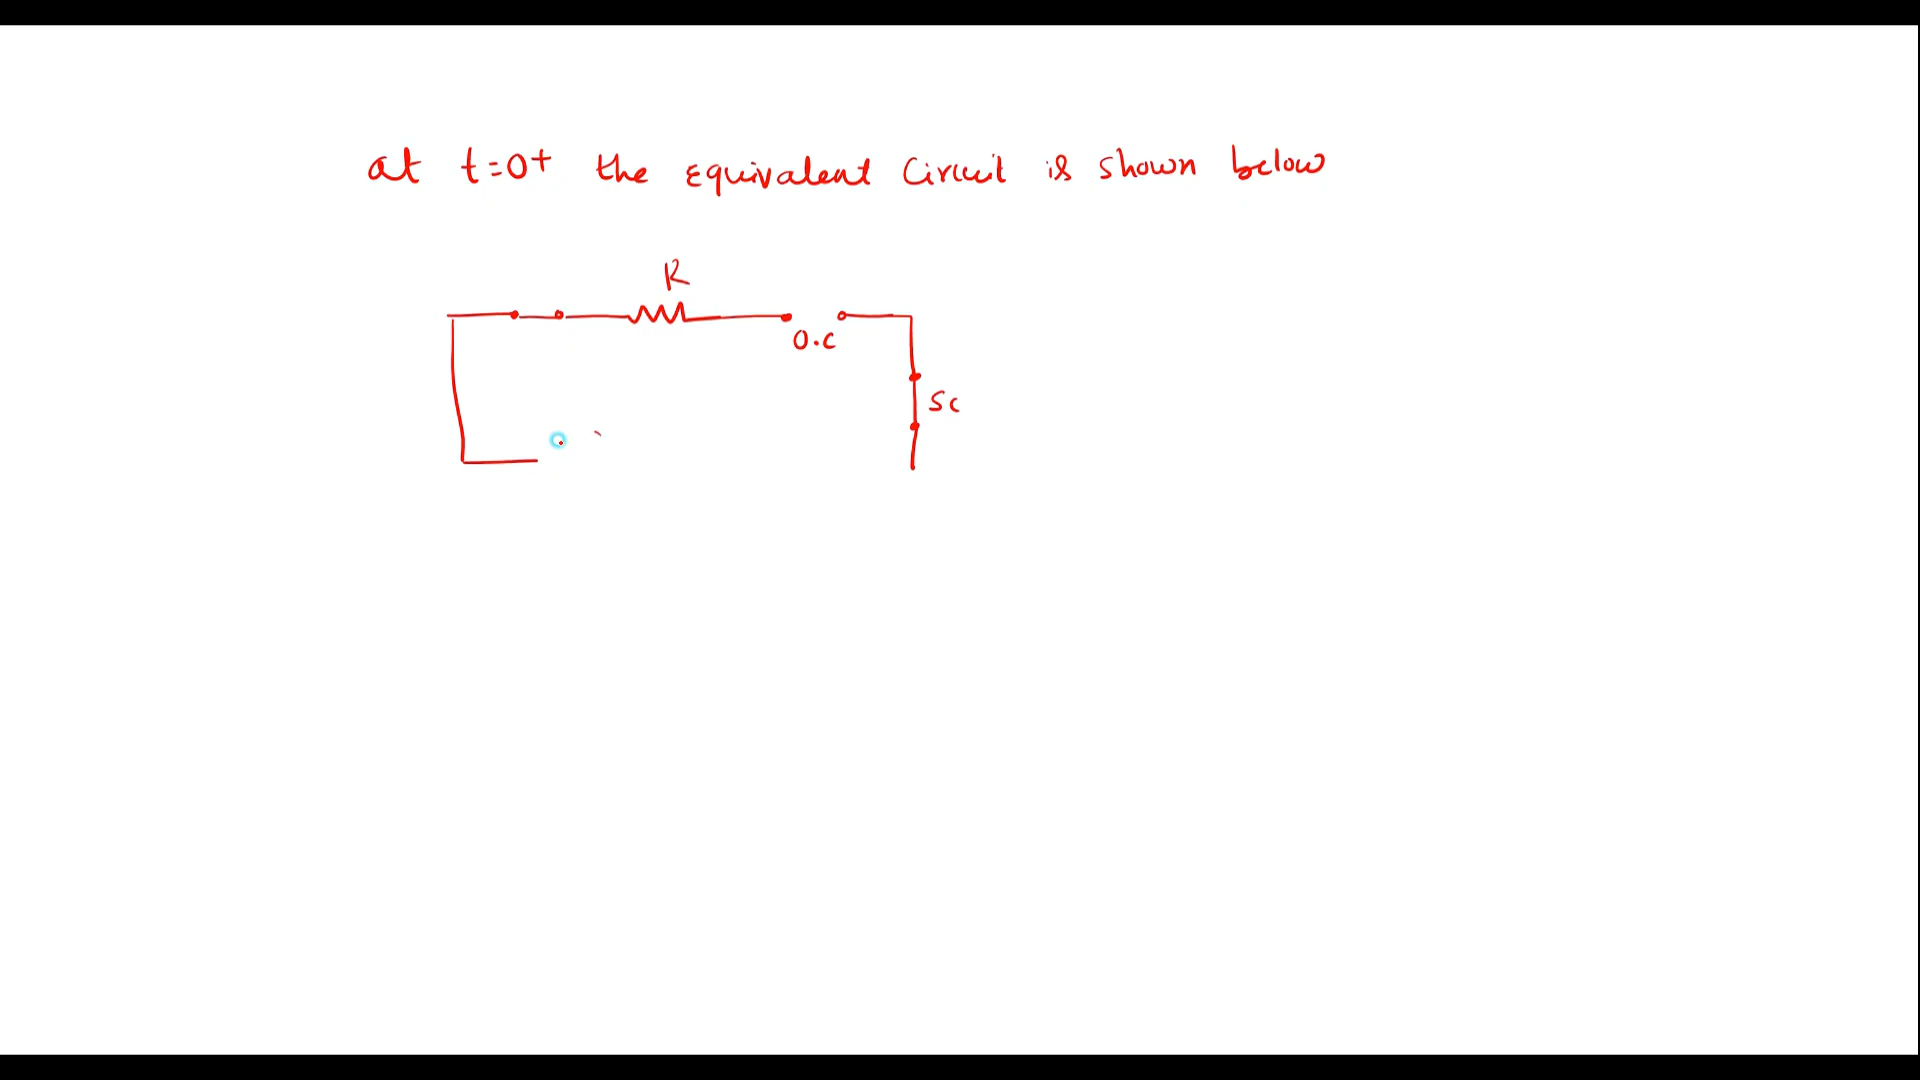 at t=0+ the equivalent circuit is shown below
R
O.C
SC